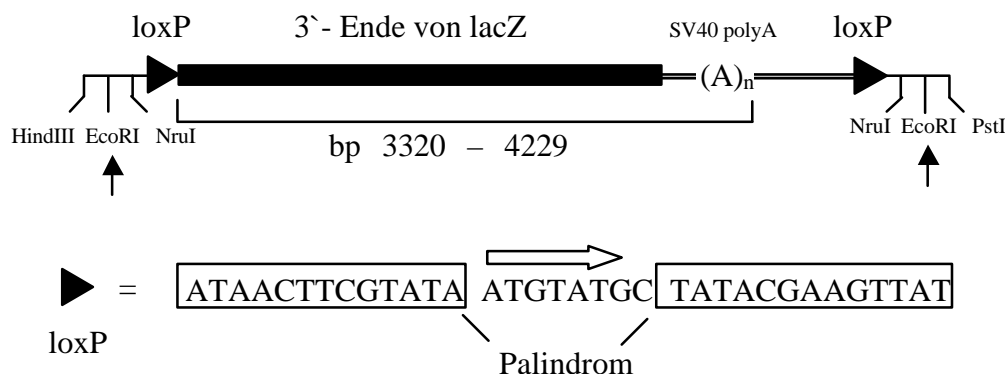 loxP 3`- Ende von lacZ SV40 polyA loxP
(A)n
HindIII EcoRI NruI NruI EcoRI PstI
bp 3320 – 4229
= ATAACTTCGTATA ATGTATGC TATACGAAGTTAT
loxP
Palindrom